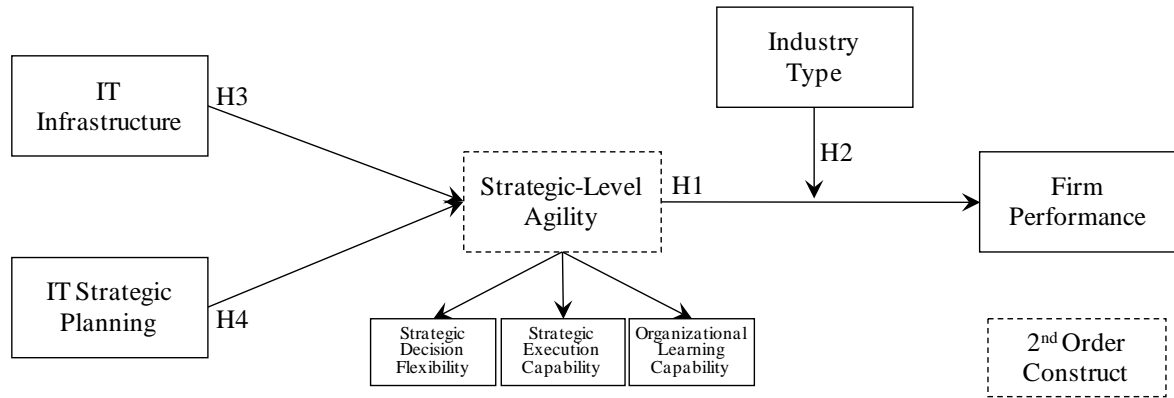 Industry
Type
IT
Infrastructure
H3
H2
Strategic-Level
Agility
H1
Firm
Performance
IT Strategic
Planning
H4
Strategic
Decision
Flexibility
Strategic
Execution
Capability
Organizational
Learning
Capability
2nd Order
Construct